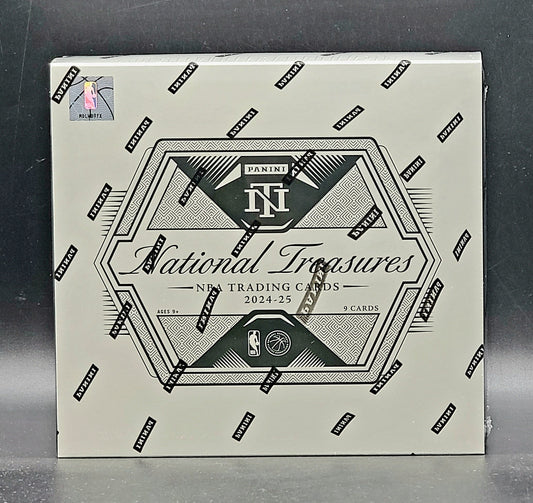 PANINI
NT
National Treasures
NBA TRADING CARDS
2024-25
AGES 9+
9 CARDS